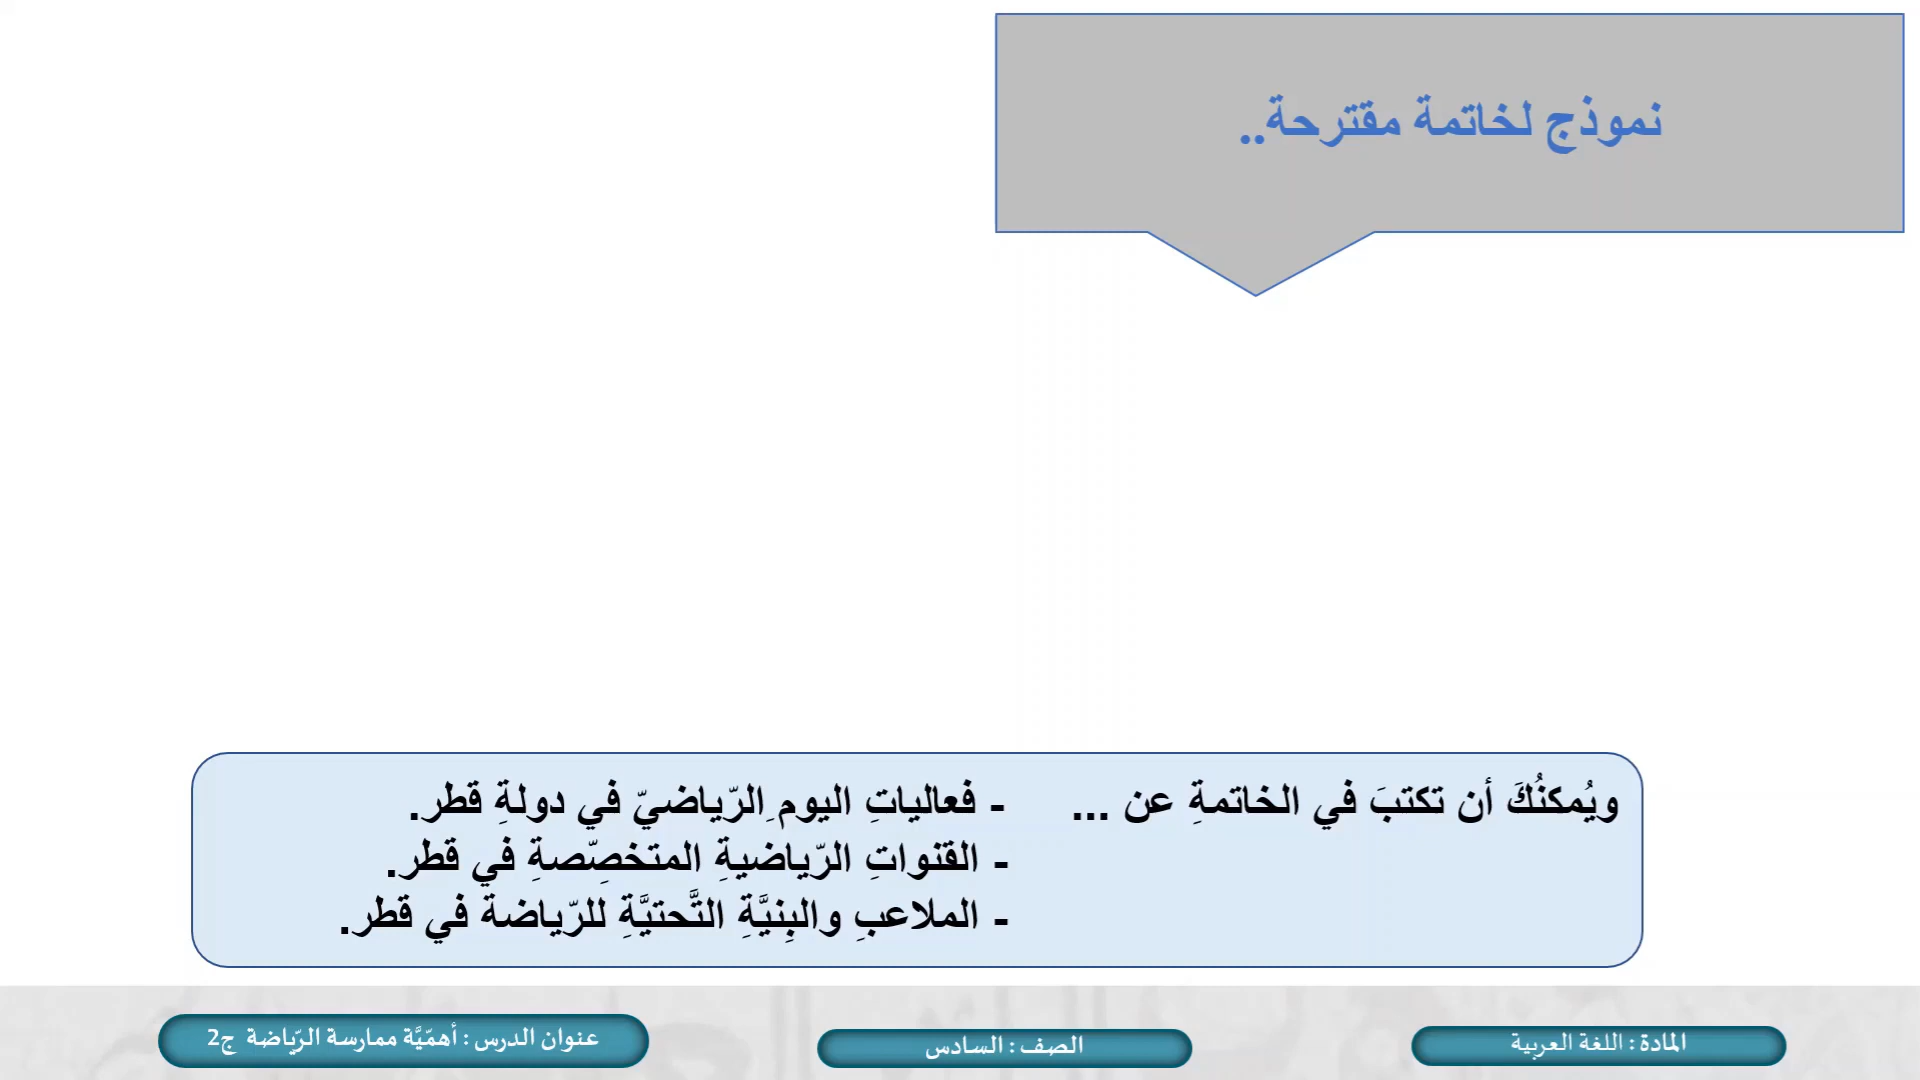 نموذج لخاتمة مقترحة..
ويُمكنُكَ أن تكتبَ في الخاتمةِ عن ... - فعالياتِ اليومِ الرّياضيّ في دولةِ قطر.
- القنواتِ الرّياضيةِ المتخصِّصةِ في قطر.
- الملاعبِ والبِنيَّةِ التَّحتيَّةِ للرّياضة في قطر.
المادة : اللغة العربية
الصف : السادس
عنوان الدرس : أهمّيَّة ممارسة الرّياضة ج2